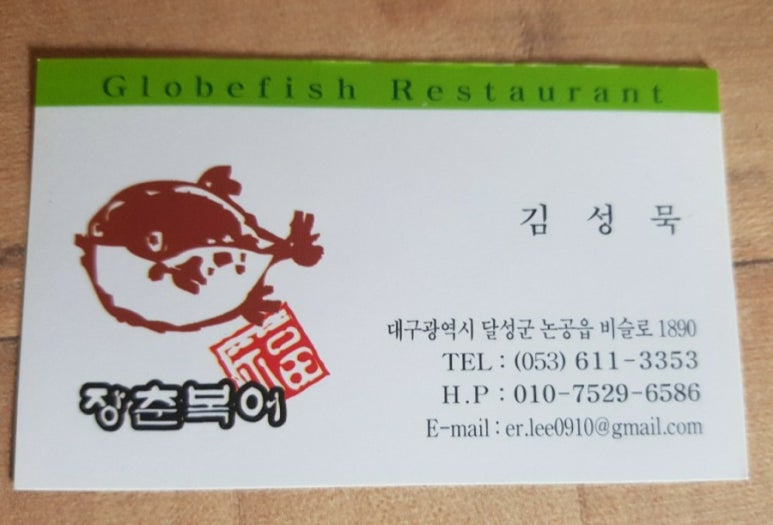 Globefish Restaurant
김 성 묵
대구광역시 달성군 논공읍 비슬로 1890
TEL : (053) 611-3353
H.P : 010-7529-6586
E-mail : er.lee0910@gmail.com
장춘복어